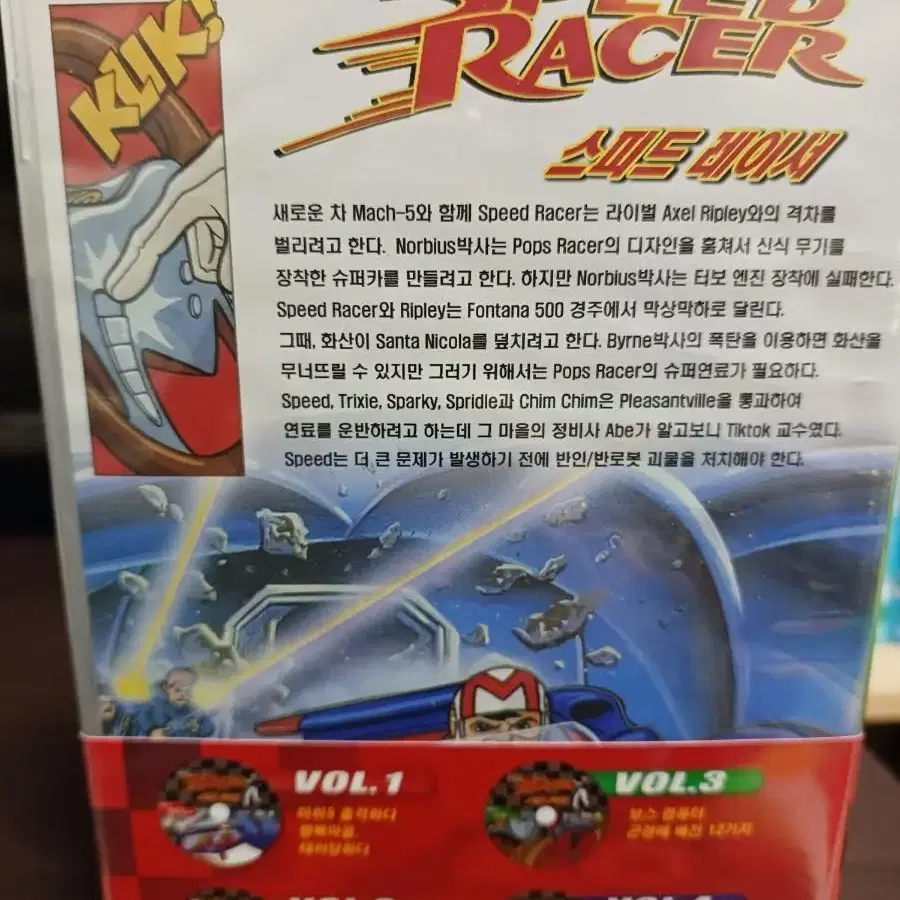 KLIK!
SPEED
RACER
스피드 레이서
새로운 차 Mach-5와 함께 Speed Racer는 라이벌 Axel Ripley와의 격차를
벌리려고 한다. Norbius박사는 Pops Racer의 디자인을 훔쳐서 신식 무기를
장착한 슈퍼카를 만들려고 한다. 하지만 Norbius박사는 터보 엔진 장착에 실패한다.
Speed Racer와 Ripley는 Fontana 500 경주에서 막상막하로 달린다.
그때, 화산이 Santa Nicola를 덮치려고 한다. Byrne박사의 폭탄을 이용하면 화산을
무너뜨릴 수 있지만 그러기 위해서는 Pops Racer의 슈퍼연료가 필요하다.
Speed, Trixie, Sparky, Spridle과 Chim Chim은 Pleasantville을 통과하여
연료를 운반하려고 하는데 그 마을의 정비사 Abe가 알고보니 Tiktok 교수였다.
Speed는 더 큰 문제가 발생하기 전에 반인/반로봇 괴물을 처치해야 한다.
M
VOL.1
출격하다
VOL.3
보스 컴퓨터